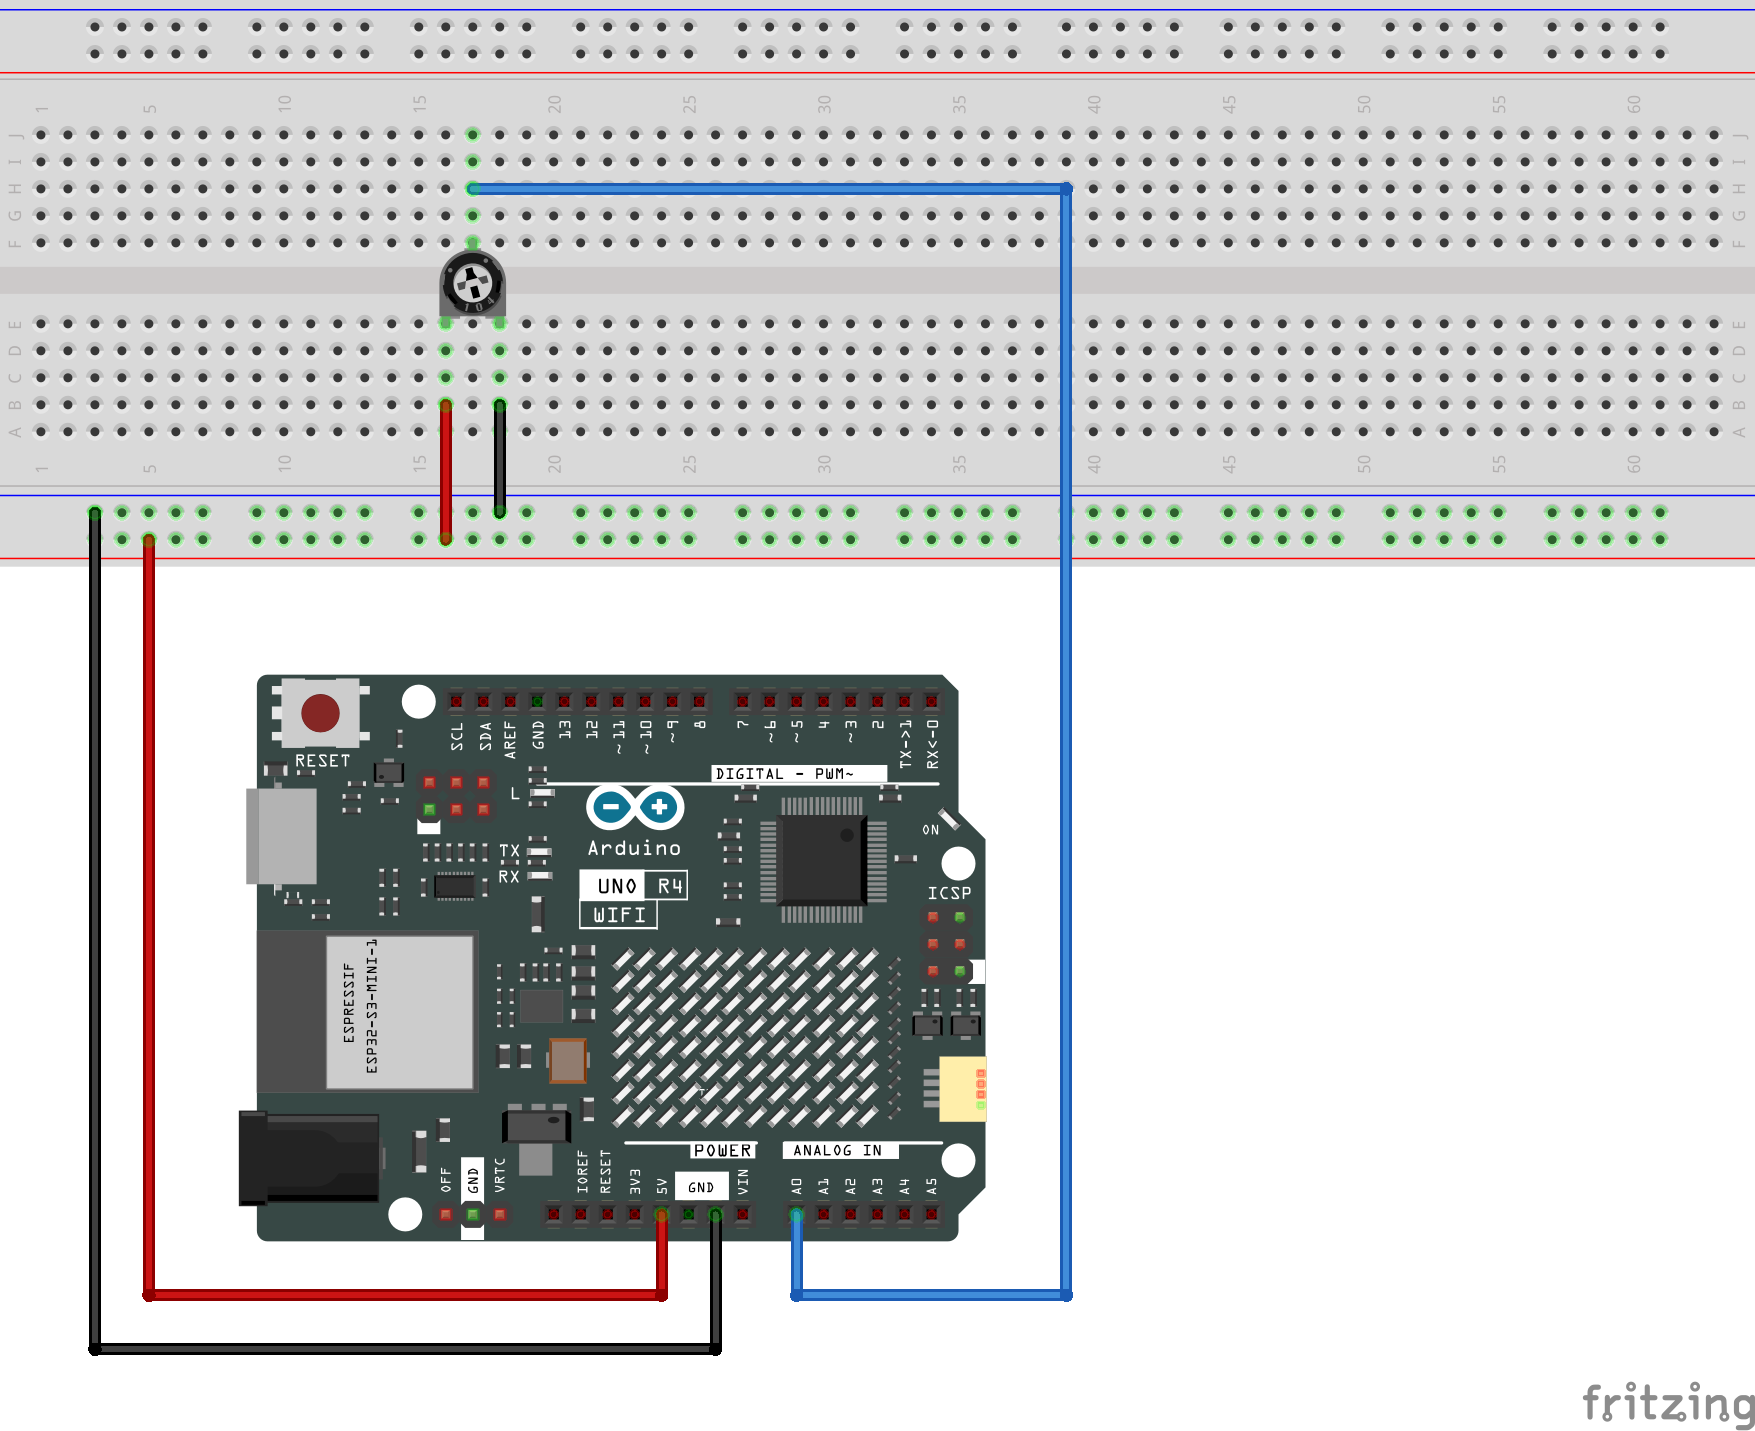 1 5 10 15 20 25 30 35 40 45 50 55 60
J J
I I
H H
G G
F F
104
E E
D D
C C
B B
A A
1 5 10 15 20 25 30 35 40 45 50 55 60
SCL SDA AREF GND 13 12 ~11 ~10 ~9 8 7 ~6 ~5 4 ~3 2 TX->1 RX<-0
RESET
DIGITAL - PWM~
L
ON
Arduino
TX
RX
UNO R4
WIFI
ICSP
ESPRESSIF
ESP32-S3-MINI-1
POWER ANALOG IN
OFF GND VRTC IOREF RESET 3V3 5V GND VIN A0 A1 A2 A3 A4 A5
fritzing